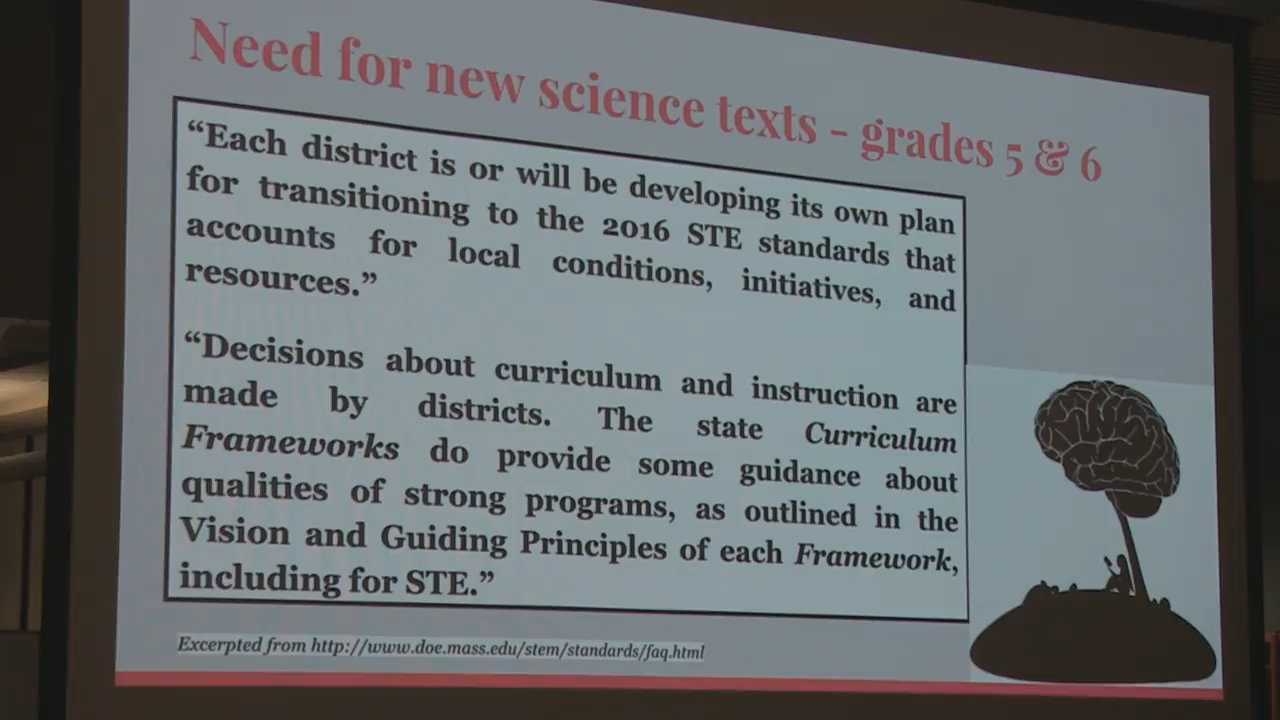 Need for new science texts - grades 5 & 6
“Each district is or will be developing its own plan
for transitioning to the 2016 STE standards that
accounts for local conditions, initiatives, and
resources.”
“Decisions about curriculum and instruction are
made by districts. The state Curriculum
Frameworks do provide some guidance about
qualities of strong programs, as outlined in the
Vision and Guiding Principles of each Framework,
including for STE.”
Excerpted from http://www.doe.mass.edu/stem/standards/faq.html